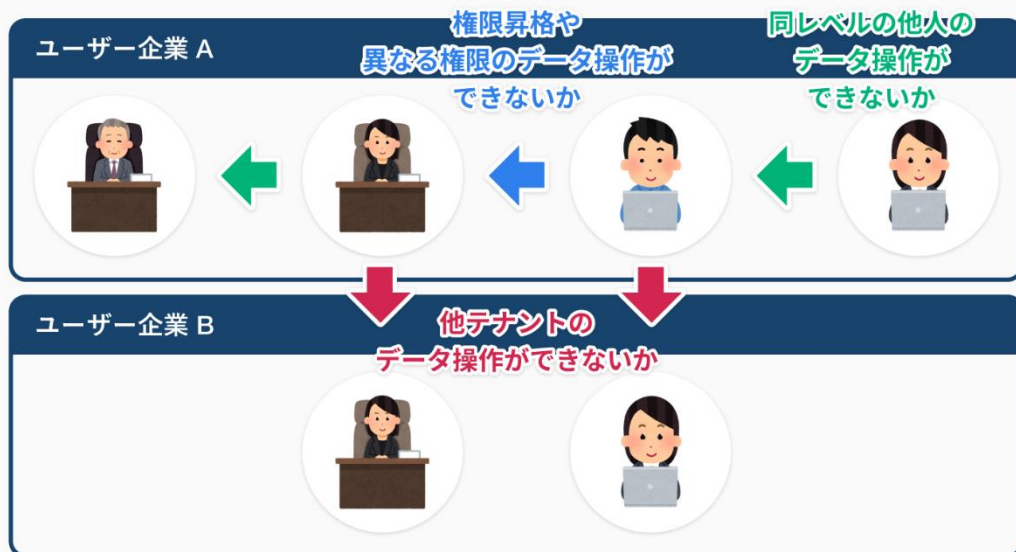 ユーザー企業 A
権限昇格や
異なる権限のデータ操作が
できないか
同レベルの他人の
データ操作が
できないか
ユーザー企業 B
他テナントの
データ操作ができないか